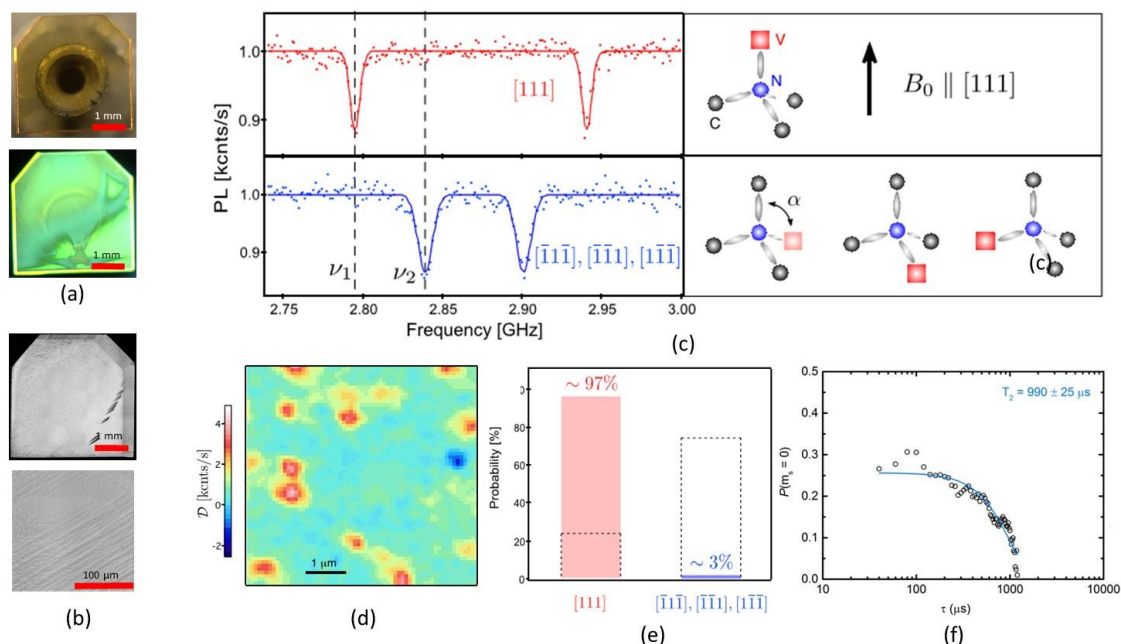 1 mm
1 mm
(a)
1 mm
100 µm
(b)
PL [kcnts/s]
1.0
0.9
1.0
0.9
[111]
[1̄11̄], [1̄1̄1], [11̄1̄]
ν₁
ν₂
2.75
2.80
2.85
2.90
2.95
3.00
Frequency [GHz]
V
N
C
B₀ ∥ [111]
α
(c)
(c)
𝒟 [kcnts/s]
4
2
0
-2
1 µm
(d)
Probability [%]
0
80
60
40
20
0
~ 97%
~ 3%
[111]
[1̄11̄], [1̄1̄1], [11̄1̄]
(e)
P(mₛ = 0)
0.5
0.4
0.3
0.2
0.1
0.0
T₂ = 990 ± 25 µs
10
100
1000
10000
τ (µs)
(f)